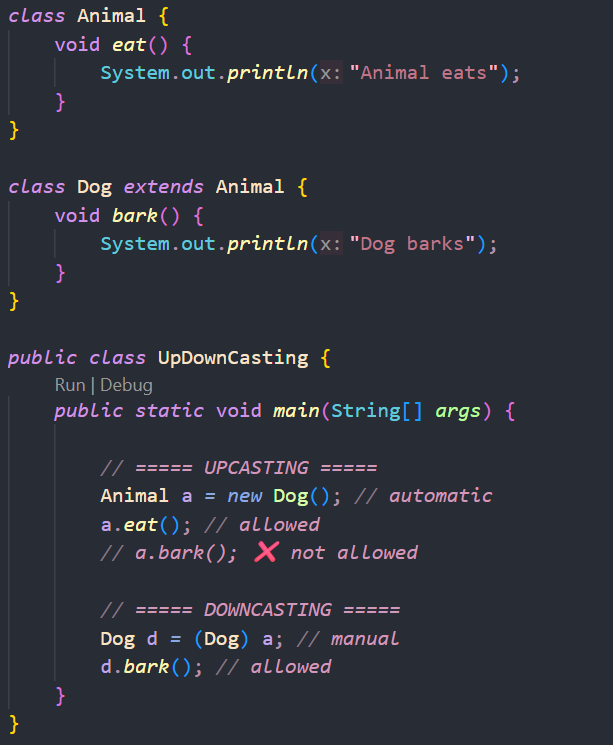 class Animal {
    void eat() {
        System.out.println(x: "Animal eats");
    }
}

class Dog extends Animal {
    void bark() {
        System.out.println(x: "Dog barks");
    }
}

public class UpDownCasting {
    Run | Debug
    public static void main(String[] args) {

        // ===== UPCASTING =====
        Animal a = new Dog(); // automatic
        a.eat(); // allowed
        // a.bark(); ❌ not allowed

        // ===== DOWNCASTING =====
        Dog d = (Dog) a; // manual
        d.bark(); // allowed
    }
}